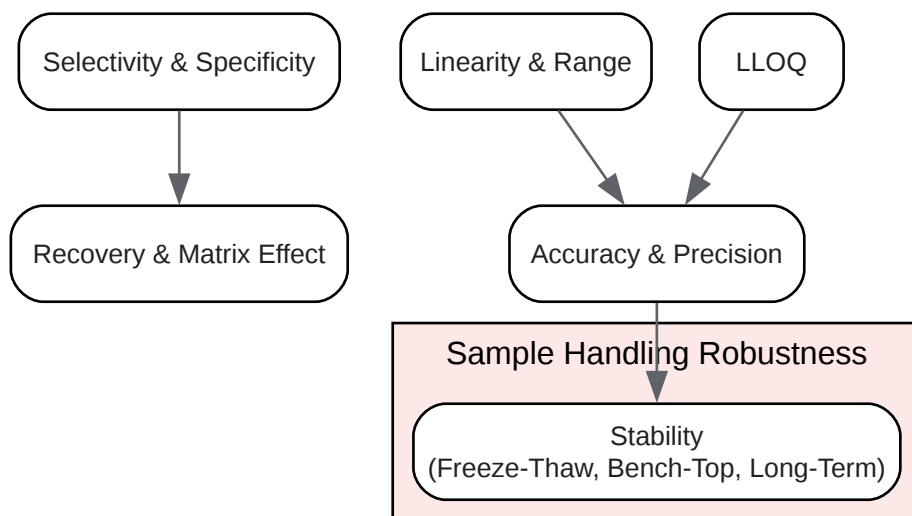 Selectivity & Specificity
Linearity & Range
LLOQ
Recovery & Matrix Effect
Accuracy & Precision
Sample Handling Robustness
Stability
(Freeze-Thaw, Bench-Top, Long-Term)